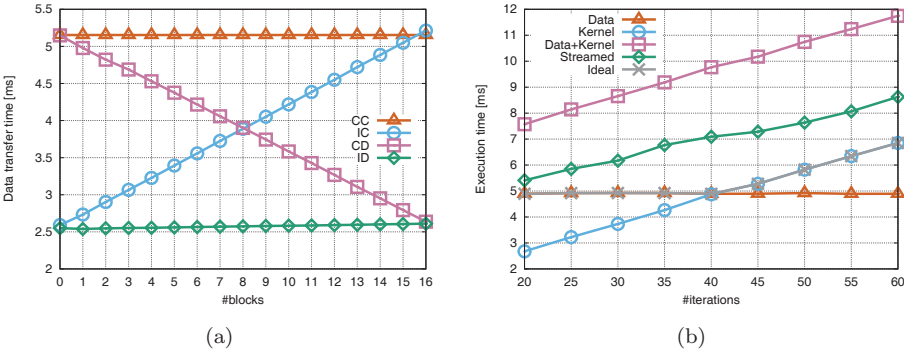 5.5
5
4.5
4
3.5
3
2.5
2
Data transfer time [ms]
CC
IC
CD
ID
0 1 2 3 4 5 6 7 8 9 10 11 12 13 14 15 16
#blocks
(a)
12
11
10
9
8
7
6
5
4
3
2
Execution time [ms]
Data
Kernel
Data+Kernel
Streamed
Ideal
20 25 30 35 40 45 50 55 60
#iterations
(b)